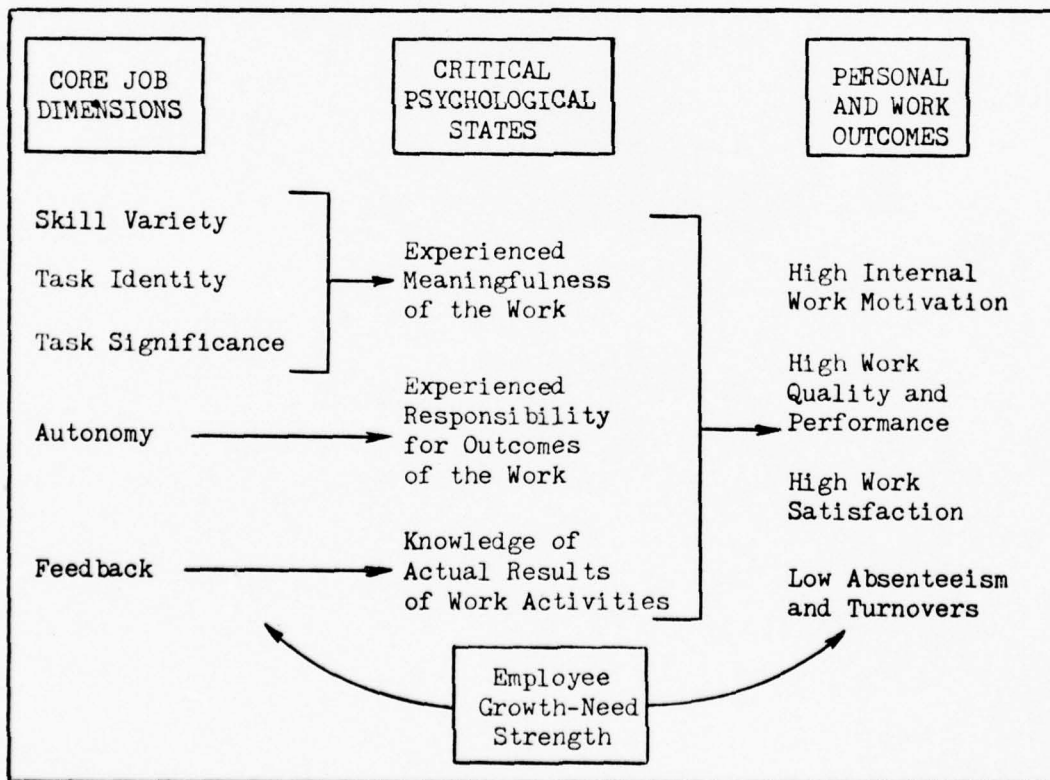 CORE JOB
DIMENSIONS
CRITICAL
PSYCHOLOGICAL
STATES
PERSONAL
AND WORK
OUTCOMES
Skill Variety
Task Identity
Task Significance
Autonomy
Feedback
Experienced
Meaningfulness
of the Work
Experienced
Responsibility
for Outcomes
of the Work
Knowledge of
Actual Results
of Work Activities
High Internal
Work Motivation
High Work
Quality and
Performance
High Work
Satisfaction
Low Absenteeism
and Turnovers
Employee
Growth-Need
Strength